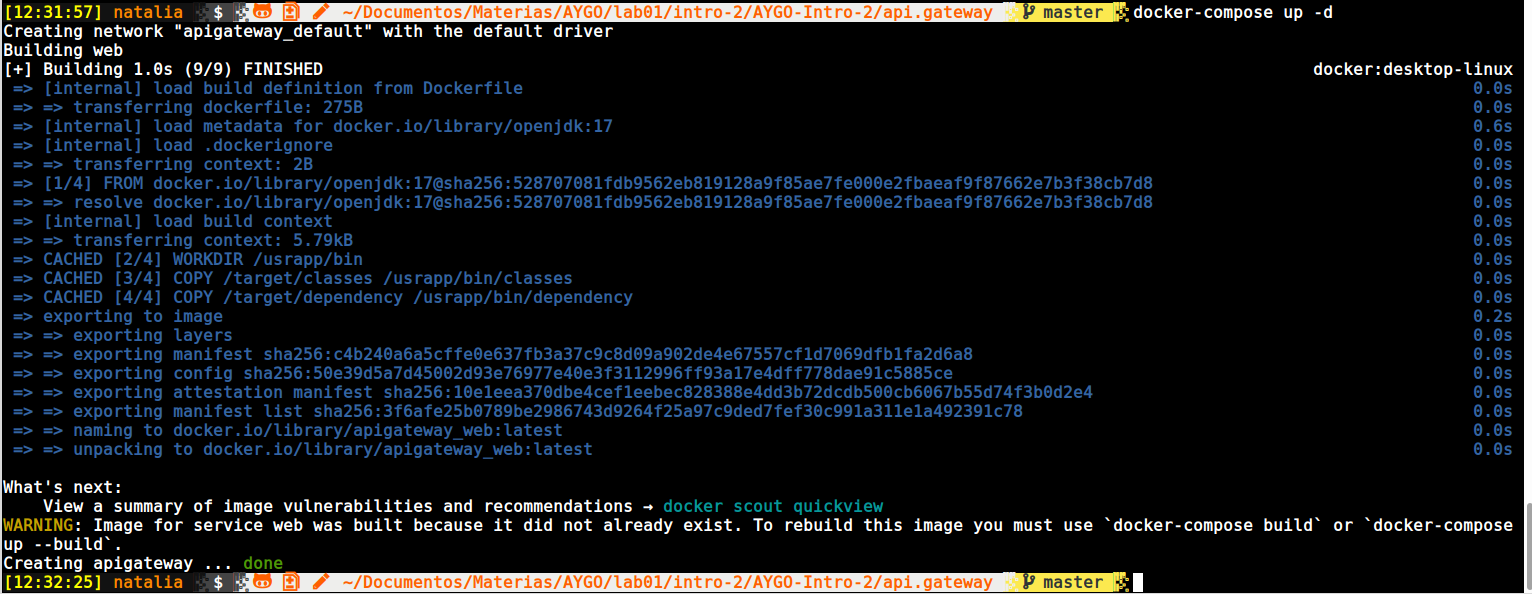 [12:31:57] natalia $ ~/Documentos/Materias/AYGO/lab01/intro-2/AYGO-Intro-2/api.gateway master docker-compose up -d
Creating network "apigateway_default" with the default driver
Building web
[+] Building 1.0s (9/9) FINISHED docker:desktop-linux
=> [internal] load build definition from Dockerfile 0.0s
=> => transferring dockerfile: 275B 0.0s
=> [internal] load metadata for docker.io/library/openjdk:17 0.6s
=> [internal] load .dockerignore 0.0s
=> => transferring context: 2B 0.0s
=> [1/4] FROM docker.io/library/openjdk:17@sha256:528707081fdb9562eb819128a9f85ae7fe000e2fbaeaf9f87662e7b3f38cb7d8 0.0s
=> => resolve docker.io/library/openjdk:17@sha256:528707081fdb9562eb819128a9f85ae7fe000e2fbaeaf9f87662e7b3f38cb7d8 0.0s
=> [internal] load build context 0.0s
=> => transferring context: 5.79kB 0.0s
=> CACHED [2/4] WORKDIR /usrapp/bin 0.0s
=> CACHED [3/4] COPY /target/classes /usrapp/bin/classes 0.0s
=> CACHED [4/4] COPY /target/dependency /usrapp/bin/dependency 0.0s
=> exporting to image 0.2s
=> => exporting layers 0.0s
=> => exporting manifest sha256:c4b240a6a5cffe0e637fb3a37c9c8d09a902de4e67557cf1d7069dfb1fa2d6a8 0.0s
=> => exporting config sha256:50e39d5a7d45002d93e76977e40e3f3112996ff93a17e4dff778dae91c5885ce 0.0s
=> => exporting attestation manifest sha256:10e1eea370dbe4cef1eebec828388e4dd3b72dcdb500cb6067b55d74f3b0d2e4 0.0s
=> => exporting manifest list sha256:3f6afe25b0789be2986743d9264f25a97c9ded7fef30c991a311e1a492391c78 0.0s
=> => naming to docker.io/library/apigateway_web:latest 0.0s
=> => unpacking to docker.io/library/apigateway_web:latest 0.0s
What's next:
View a summary of image vulnerabilities and recommendations → docker scout quickview
WARNING: Image for service web was built because it did not already exist. To rebuild this image you must use `docker-compose build` or `docker-compose
up --build`.
Creating apigateway ... done
[12:32:25] natalia $ ~/Documentos/Materias/AYGO/lab01/intro-2/AYGO-Intro-2/api.gateway master